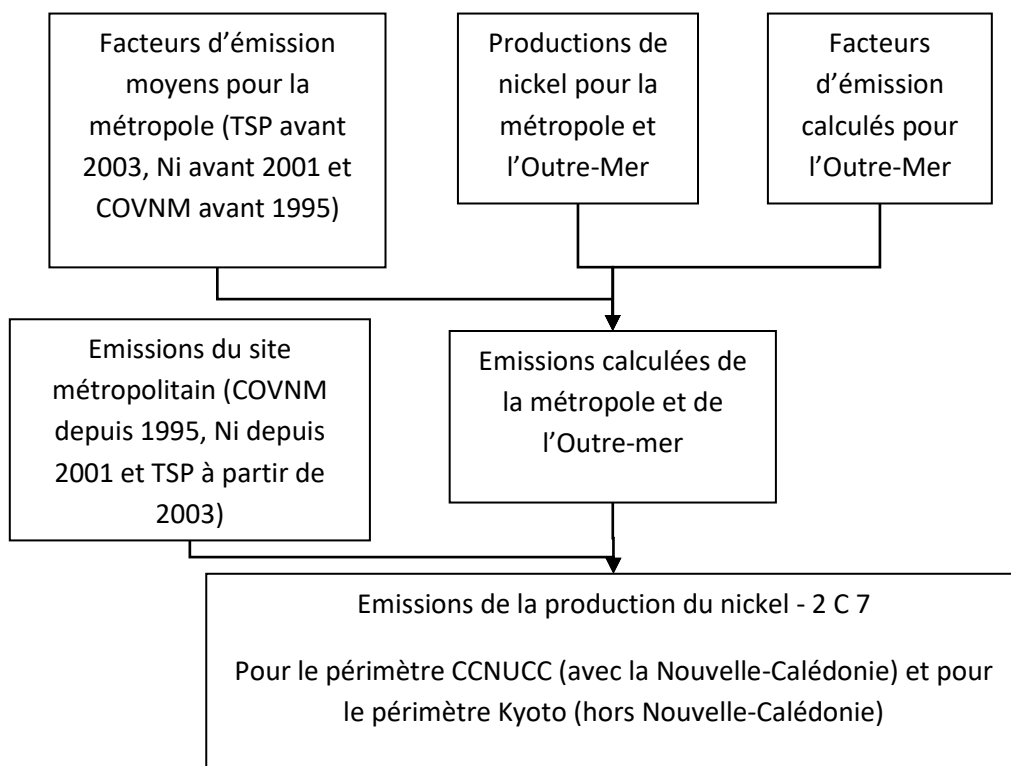 Facteurs d’émission
moyens pour la
métropole (TSP avant
2003, Ni avant 2001 et
COVNM avant 1995)
Productions de
nickel pour la
métropole et
l’Outre-Mer
Facteurs
d’émission
calculés pour
l’Outre-Mer
Emissions du site
métropolitain (COVNM
depuis 1995, Ni depuis
2001 et TSP à partir de
2003)
Emissions calculées de
la métropole et de
l’Outre-mer
Emissions de la production du nickel - 2 C 7
Pour le périmètre CCNUCC (avec la Nouvelle-Calédonie) et pour
le périmètre Kyoto (hors Nouvelle-Calédonie)